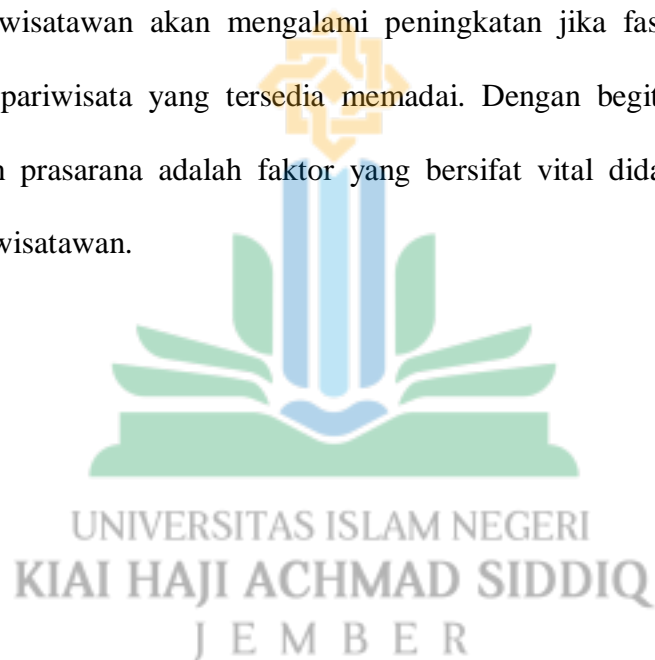 wisatawan akan mengalami peningkatan jika fas
pariwisata yang tersedia memadai. Dengan begit
prasarana adalah faktor yang bersifat vital dida
wisatawan.
UNIVERSITAS ISLAM NEGERI
KIAI HAJI ACHMAD SIDDIQ
JEMBER